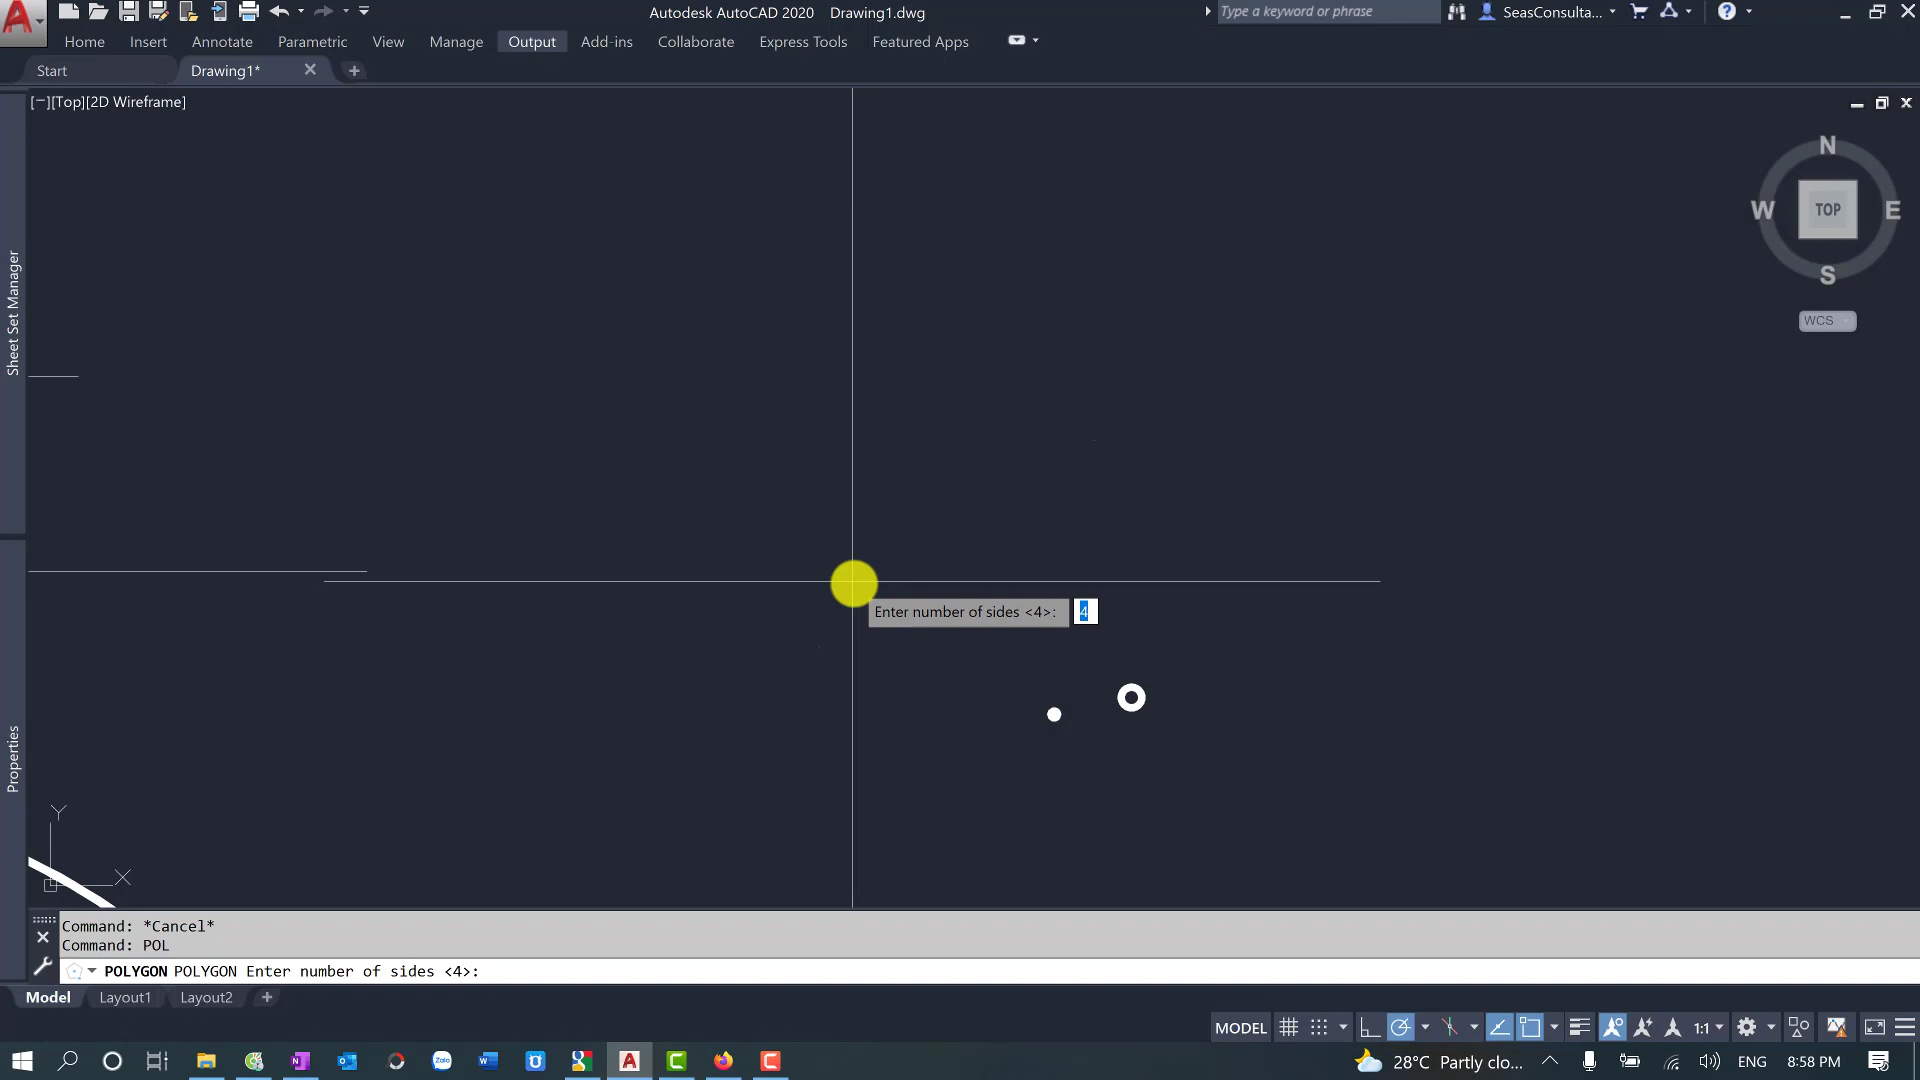 Autodesk AutoCAD 2020 Drawing1.dwg
Type a keyword or phrase
SeasConsulta...
Home Insert Annotate Parametric View Manage Output Add-ins Collaborate Express Tools Featured Apps
Start Drawing1*
[−][Top][2D Wireframe]
N
W TOP E
S
WCS
Sheet Set Manager
Enter number of sides <4>: 4
Properties
Y
X
Command: *Cancel*
Command: POL
POLYGON POLYGON Enter number of sides <4>:
Model Layout1 Layout2
MODEL 1:1
Zalo
28°C Partly clo... ENG 8:58 PM